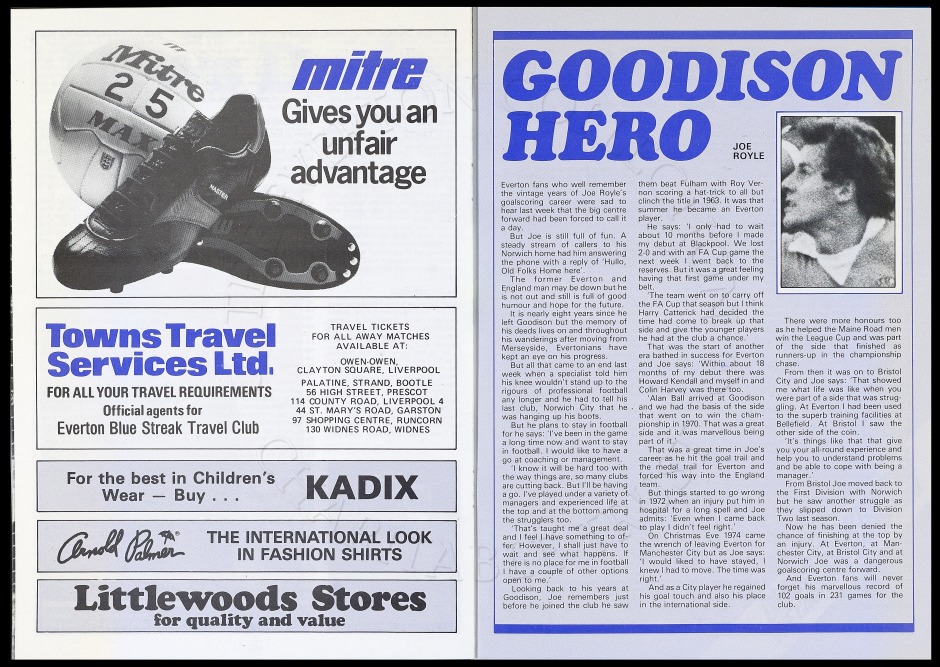 Mitre
25
MAX
MASTER
mitre
Gives you an
unfair
advantage
Towns Travel
Services Ltd.
FOR ALL YOUR TRAVEL REQUIREMENTS
Official agents for
Everton Blue Streak Travel Club
TRAVEL TICKETS
FOR ALL AWAY MATCHES
AVAILABLE AT:
OWEN-OWEN,
CLAYTON SQUARE, LIVERPOOL
PALATINE, STRAND, BOOTLE
56 HIGH STREET, PRESCOT
114 COUNTY ROAD, LIVERPOOL 4
44 ST. MARY'S ROAD, GARSTON
97 SHOPPING CENTRE, RUNCORN
130 WIDNES ROAD, WIDNES
For the best in Children's
Wear — Buy . . .
KADIX
Arnold Palmer
THE INTERNATIONAL LOOK
IN FASHION SHIRTS
Littlewoods Stores
for quality and value
GOODISON
HERO
JOE
ROYLE
Everton fans who well remember
the vintage years of Joe Royle's
goalscoring career were sad to
hear last week that the big centre
forward had been forced to call it
a day.
But Joe is still full of fun. A
steady stream of callers to his
Norwich home had him answering
the phone with a reply of 'Hullo,
Old Folks Home here'.
The former Everton and
England man may be down but he
is not out and still is full of good
humour and hope for the future.
It is nearly eight years since he
left Goodison but the memory of
his deeds lives on and throughout
his wanderings after moving from
Merseyside, Evertonians have
kept an eye on his progress.
But all that came to an end last
week when a specialist told him
his knee wouldn't stand up to the
rigours of professional football
any longer and he had to tell his
last club, Norwich City that he
was hanging up his boots.
But he plans to stay in football
for he says: 'I've been in the game
a long time now and want to stay
in football. I would like to have a
go at coaching or management.
'I know it will be hard too with
the way things are, so many clubs
are cutting back. But I'll be having
a go. I've played under a variety of
managers and experienced life at
the top and at the bottom among
the strugglers too.
'That's taught me a great deal
and I feel I have something to of-
fer. However, I shall just have to
wait and see what happens. If
there is no place for me in football
I have a couple of other options
open to me.'
Looking back to his years at
Goodison, Joe remembers just
before he joined the club he saw
them beat Fulham with Roy Ver-
non scoring a hat-trick to all but
clinch the title in 1963. It was that
summer he became an Everton
player.
He says: 'I only had to wait
about 10 months before I made
my debut at Blackpool. We lost
2-0 and with an FA Cup game the
next week I went back to the
reserves. But it was a great feeling
having that first game under my
belt.
'The team went on to carry off
the FA Cup that season but I think
Harry Catterick had decided the
time had come to break up that
side and give the younger players
he had at the club a chance.'
That was the start of another
era bathed in success for Everton
and Joe says: 'Within about 18
months of my debut there was
Howard Kendall and myself in and
Colin Harvey was there too.
'Alan Ball arrived at Goodison
and we had the basis of the side
that went on to win the cham-
pionship in 1970. That was a great
side and it was marvellous being
part of it.'
That was a great time in Joe's
career as he hit the goal trail and
the medal trail for Everton and
forced his way into the England
team.
But things started to go wrong
in 1972 when an injury put him in
hospital for a long spell and Joe
admits: 'Even when I came back
to play I didn't feel right.'
On Christmas Eve 1974 came
the wrench of leaving Everton for
Manchester City but as Joe says:
'I would liked to have stayed, I
knew I had to move. The time was
right.'
And as a City player he regained
his goal touch and also his place
in the international side.
There were more honours too
as he helped the Maine Road men
win the League Cup and was part
of the side that finished as
runners-up in the championship
chase.
From then it was on to Bristol
City and Joe says: 'That showed
me what life was like when you
were part of a side that was strug-
gling. At Everton I had been used
to the superb training facilities at
Bellefield. At Bristol I saw the
other side of the coin.
'It's things like that that give
you your all-round experience and
help you to understand problems
and be able to cope with being a
manager.'
From Bristol Joe moved back to
the First Division with Norwich
but he saw another struggle as
they slipped down to Division
Two last season.
Now he has been denied the
chance of finishing at the top by
an injury. At Everton, at Man-
chester City, at Bristol City and at
Norwich Joe was a dangerous
goalscoring centre forward.
And Everton fans will never
forget his marvellous record of
102 goals in 231 games for the
club.